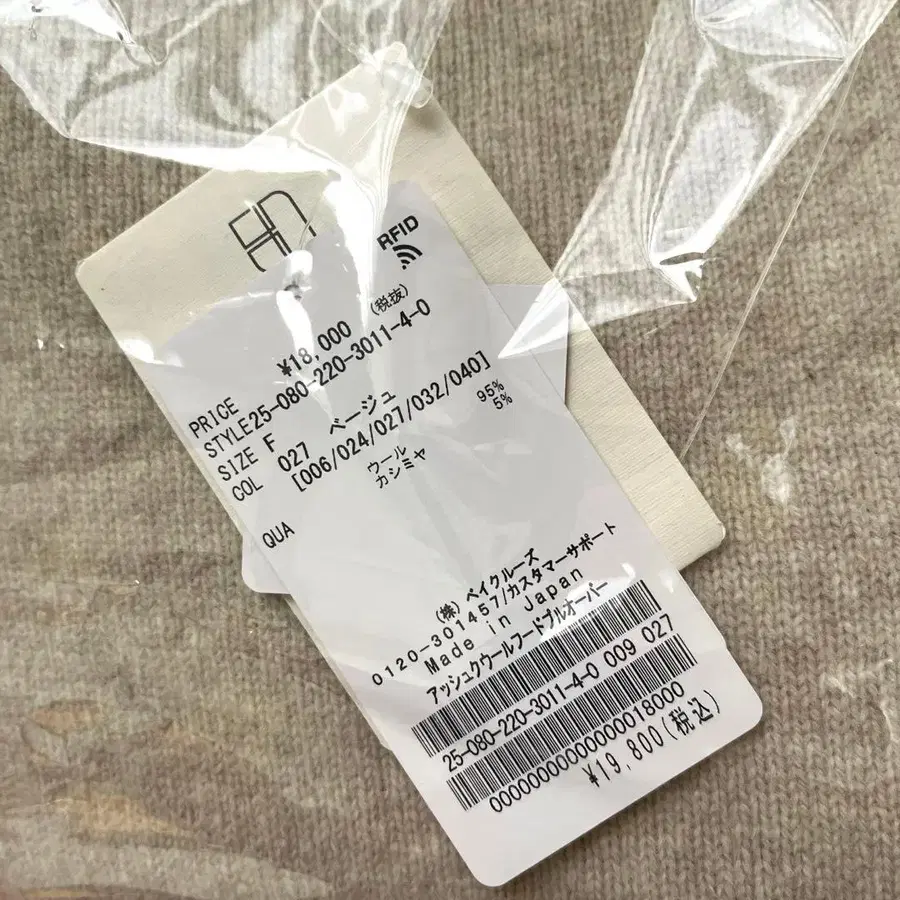 RFID
(税抜)
PRICE ¥18,000
STYLE25-080-220-3011-4-0
SIZE F
COL 027 ベージュ
[006/024/027/032/040]
QUA ウール 95%
カシミヤ 5%
(株) ベイクルーズ
0120-301457/カスタマーサポート
Made in Japan
アッシュクウールフードプルオーバー
25-080-220-3011-4-0 009 027
0000000000000000018000
¥19,800(税込)